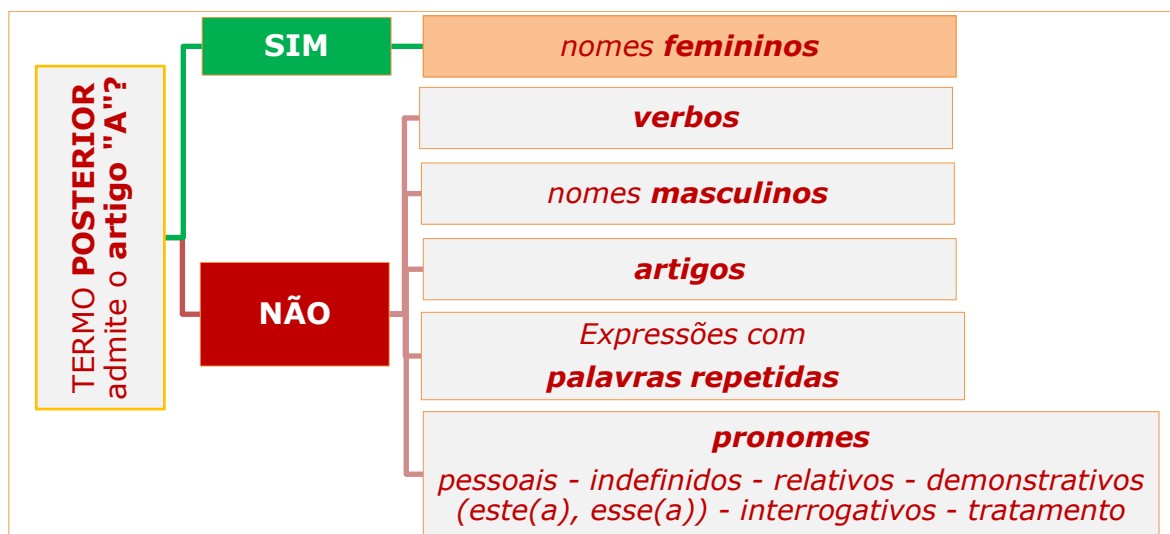 TERMO POSTERIOR
admite o artigo "A"?
SIM
nomes femininos
NÃO
verbos
nomes masculinos
artigos
Expressões com
palavras repetidas
pronomes
pessoais - indefinidos - relativos - demonstrativos
(este(a), esse(a)) - interrogativos - tratamento